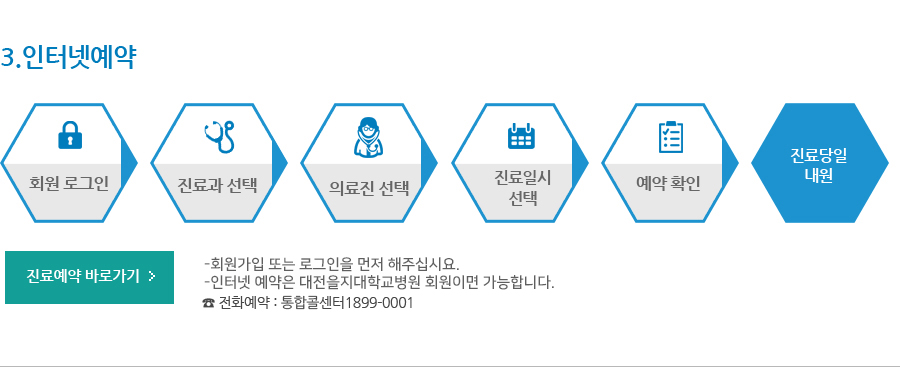 3.인터넷예약
회원 로그인
진료과 선택
의료진 선택
진료일시
선택
예약 확인
진료당일
내원
진료예약 바로가기 >
-회원가입 또는 로그인을 먼저 해주십시요.
-인터넷 예약은 대전을지대학교병원 회원이면 가능합니다.
☎ 전화예약 : 통합콜센터1899-0001